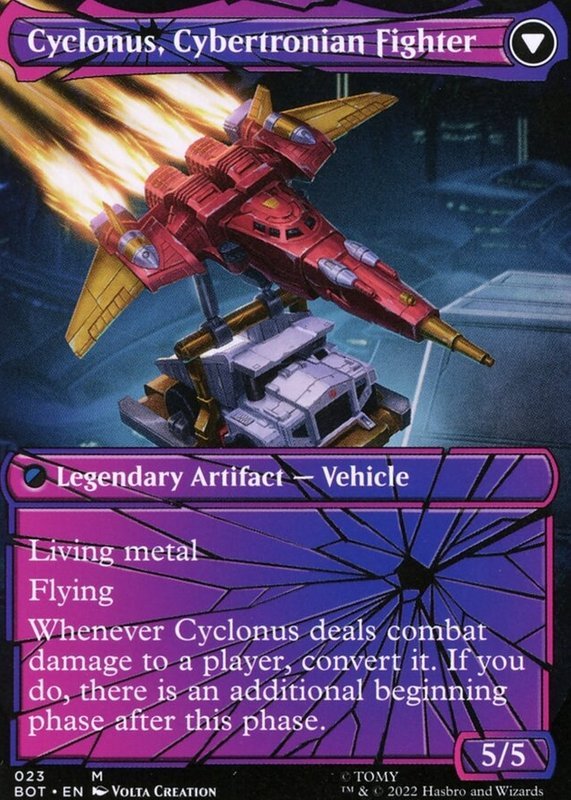 Cyclonus, Cybertronian Fighter
Legendary Artifact — Vehicle
Living metal
Flying
Whenever Cyclonus deals combat
damage to a player, convert it. If you
do, there is an additional beginning
phase after this phase.
5/5
023 M
BOT • EN VOLTA CREATION
© TOMY
™ & © 2022 Hasbro and Wizards